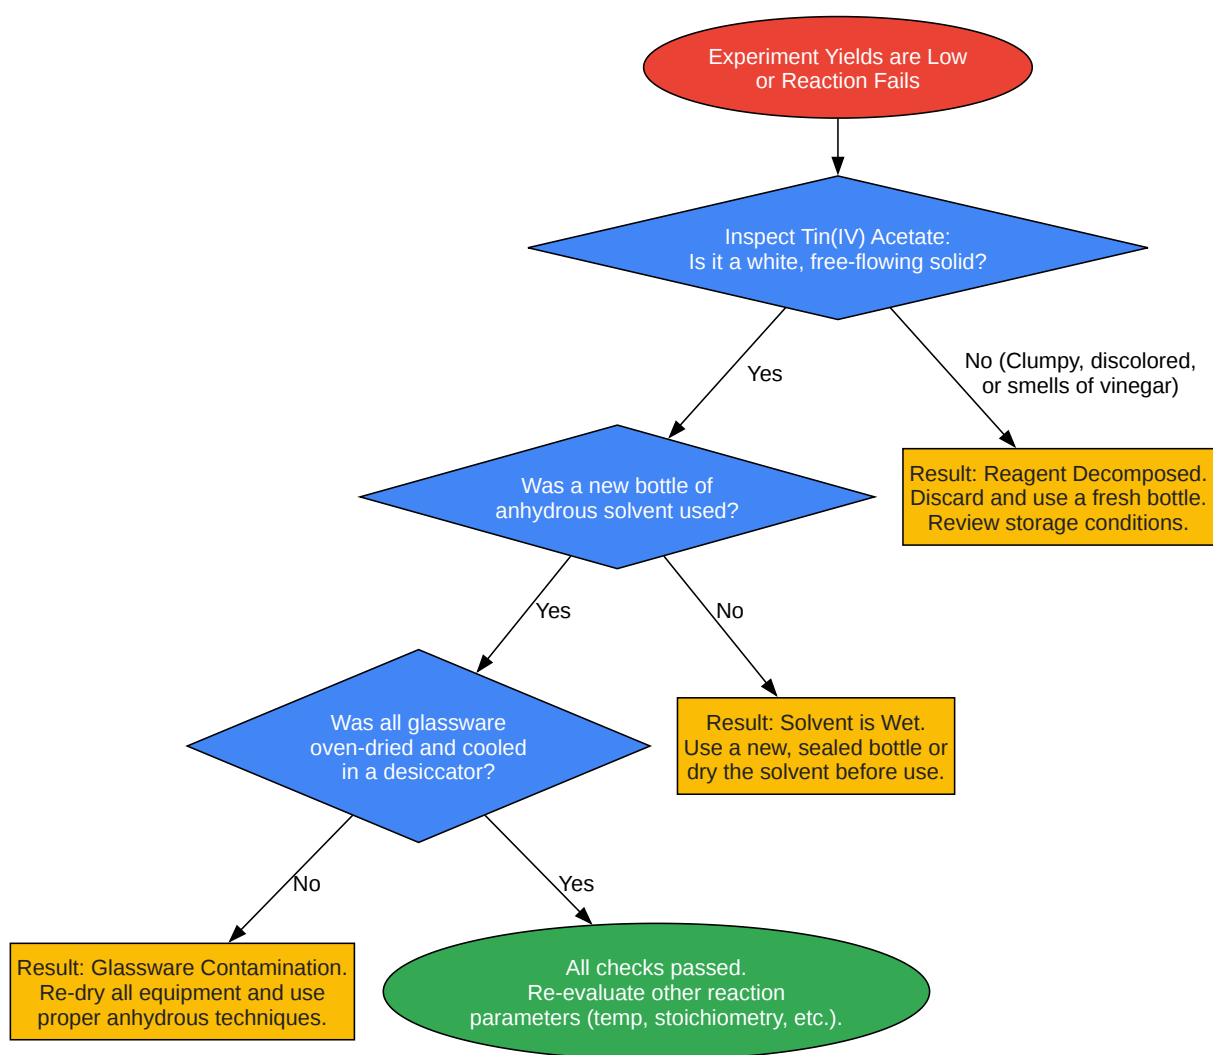 Experiment Yields are Low
or Reaction Fails
Inspect Tin(IV) Acetate:
Is it a white, free-flowing solid?
Yes
No (Clumpy, discolored,
or smells of vinegar)
Was a new bottle of
anhydrous solvent used?
Result: Reagent Decomposed.
Discard and use a fresh bottle.
Review storage conditions.
Yes
No
Was all glassware
oven-dried and cooled
in a desiccator?
Result: Solvent is Wet.
Use a new, sealed bottle or
dry the solvent before use.
No
Yes
Result: Glassware Contamination.
Re-dry all equipment and use
proper anhydrous techniques.
All checks passed.
Re-evaluate other reaction
parameters (temp, stoichiometry, etc.).